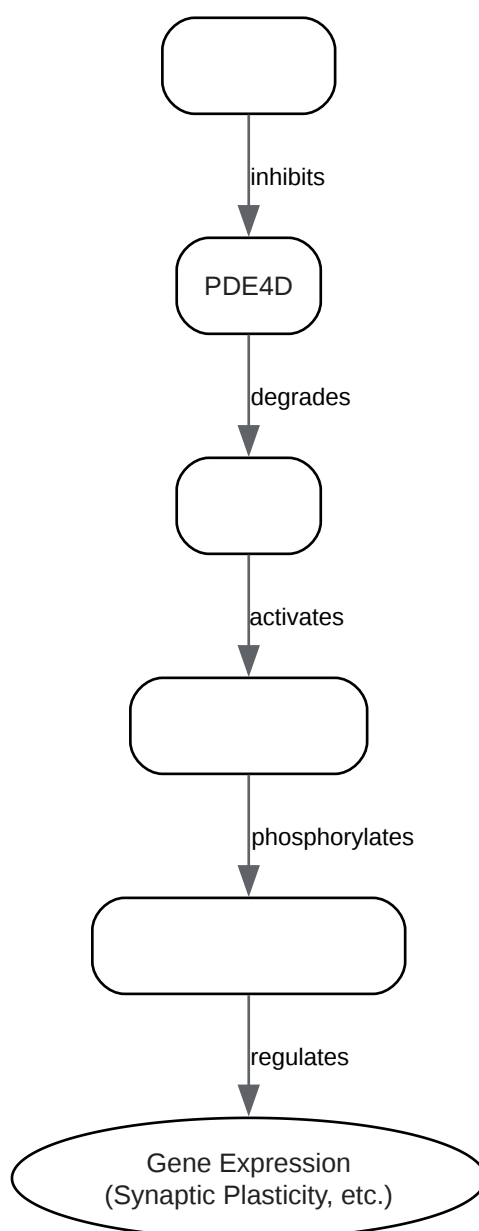 inhibits
PDE4D
degrades
activates
phosphorylates
regulates
Gene Expression
(Synaptic Plasticity, etc.)